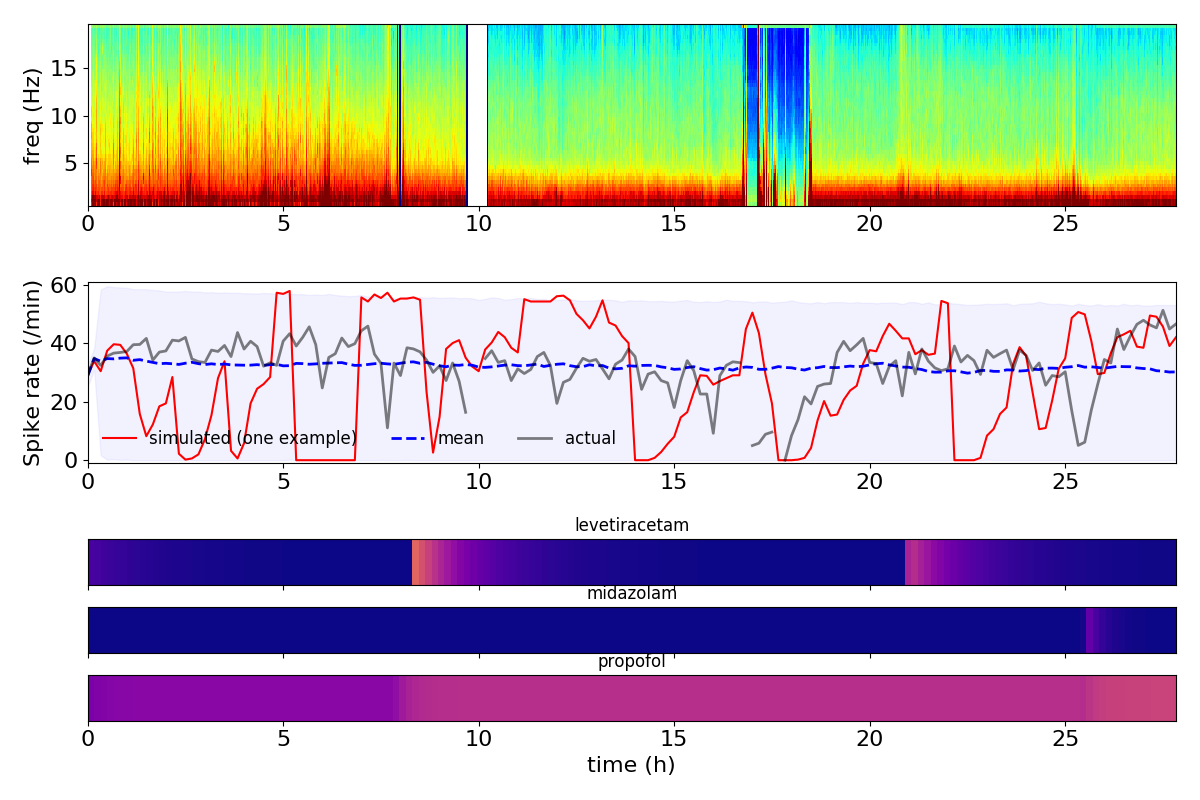 freq (Hz)
15
10
5
0 5 10 15 20 25
Spike rate (/min)
60
40
20
0
simulated (one example) mean actual
0 5 10 15 20 25
levetiracetam
midazolam
propofol
0 5 10 15 20 25
time (h)